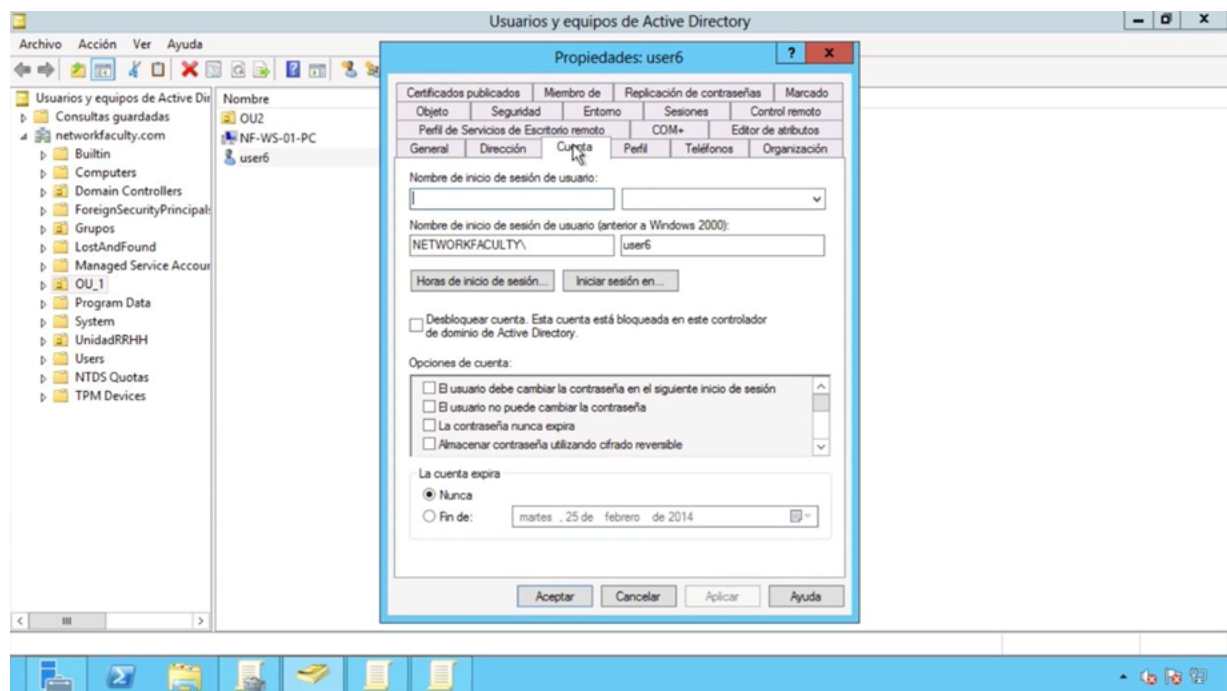 Usuarios y equipos de Active Directory
Archivo Acción Ver Ayuda
Usuarios y equipos de Active Dir
Consultas guardadas
networkfaculty.com
Builtin
Computers
Domain Controllers
ForeignSecurityPrincipal
Grupos
LostAndFound
Managed Service Accour
OU_1
Program Data
System
UnidadRRHH
Users
NTDS Quotas
TPM Devices
Nombre
OU2
NF-WS-01-PC
user6
Propiedades: user6
Certificados publicados Miembro de Replicación de contraseñas Marcado
Objeto Seguridad Entorno Sesiones Control remoto
Perfil de Servicios de Escritorio remoto COM+ Editor de atributos
General Dirección Cuenta Perfil Teléfonos Organización
Nombre de inicio de sesión de usuario:
Nombre de inicio de sesión de usuario (anterior a Windows 2000):
NETWORKFACULTY\ user6
Horas de inicio de sesión... Iniciar sesión en...
Desbloquear cuenta. Esta cuenta está bloqueada en este controlador
de dominio de Active Directory.
Opciones de cuenta:
El usuario debe cambiar la contraseña en el siguiente inicio de sesión
El usuario no puede cambiar la contraseña
La contraseña nunca expira
Almacenar contraseña utilizando cifrado reversible
La cuenta expira
Nunca
Fin de: martes , 25 de febrero de 2014
Aceptar Cancelar Aplicar Ayuda